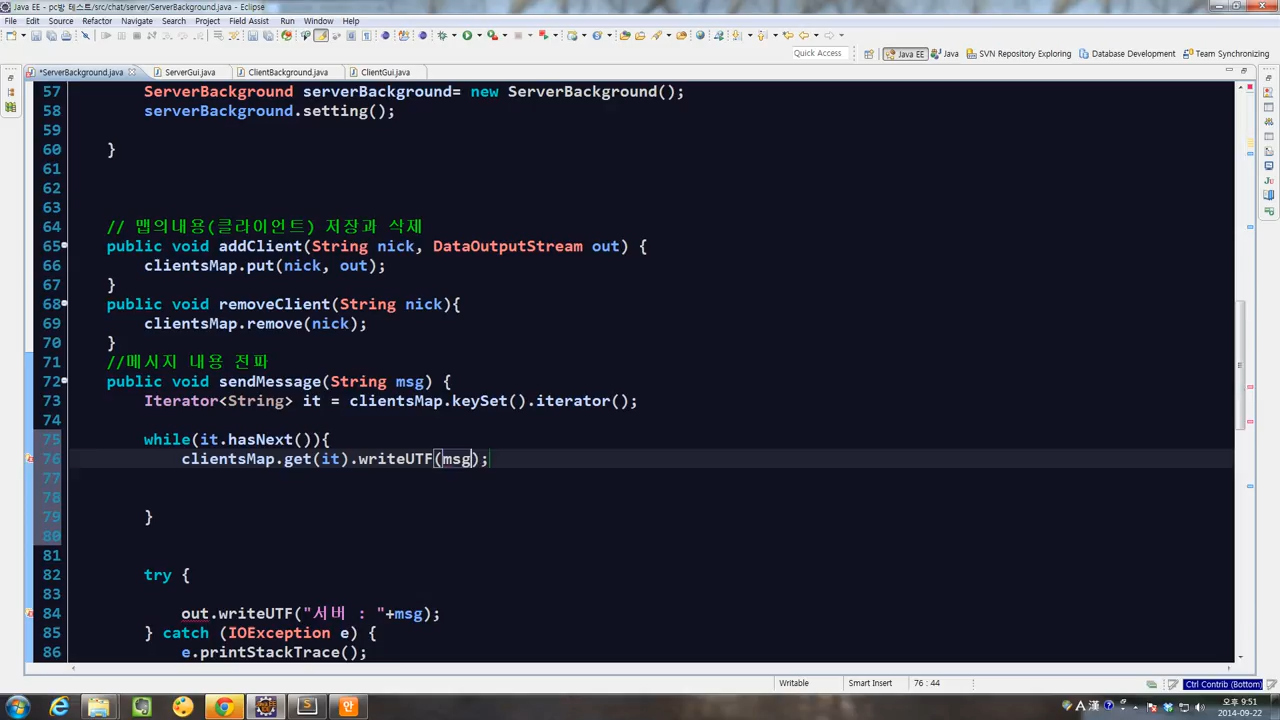 Java EE - pc방 테스트/src/chat/server/ServerBackground.java - Eclipse
File Edit Source Refactor Navigate Search Project Field Assist Run Window Help
Quick Access Java EE Java SVN Repository Exploring Database Development Team Synchronizing
*ServerBackground.java ServerGui.java ClientBackground.java ClientGui.java
57 ServerBackground serverBackground= new ServerBackground();
58 serverBackground.setting();
59
60 }
61
62
63
64 // 맵의내용(클라이언트) 저장과 삭제
65 public void addClient(String nick, DataOutputStream out) {
66 clientsMap.put(nick, out);
67 }
68 public void removeClient(String nick){
69 clientsMap.remove(nick);
70 }
71 //메시지 내용 전파
72 public void sendMessage(String msg) {
73 Iterator<String> it = clientsMap.keySet().iterator();
74
75 while(it.hasNext()){
76 clientsMap.get(it).writeUTF(msg);
77
78
79 }
80
81
82 try {
83
84 out.writeUTF("서버 : "+msg);
85 } catch (IOException e) {
86 e.printStackTrace();
Writable Smart Insert 76 : 44 Ctrl Contrib (Bottom)
A 漢 오후 9:51
2014-09-22